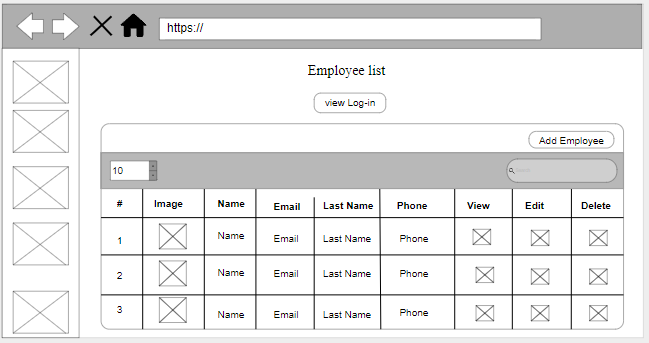 https://
Employee list
view Log-in
Add Employee
10
# Image Name Email Last Name Phone View Edit Delete
1 Name Email Last Name Phone
2 Name Email Last Name Phone
3 Name Email Last Name Phone